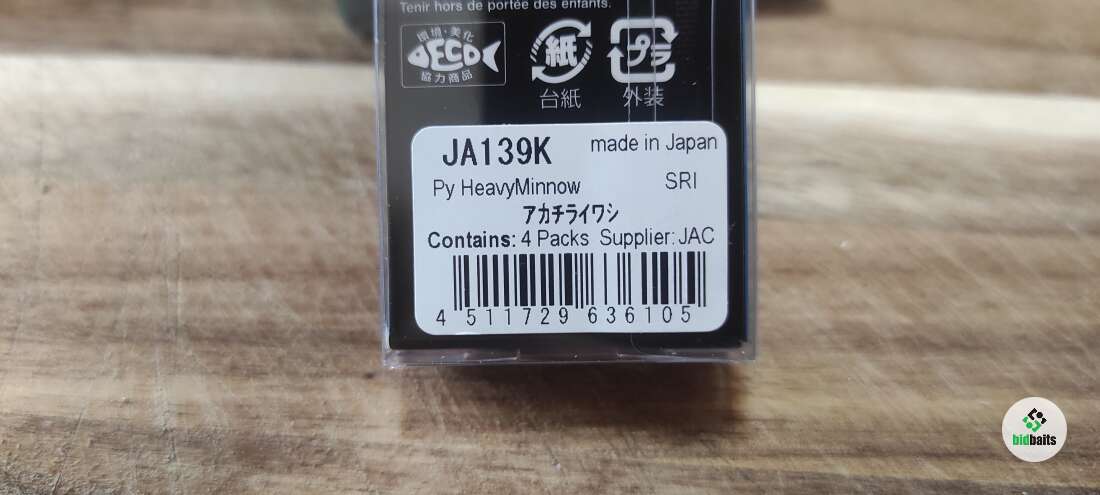 Tenir hors de portée des enfants.
環境・美化
ECO
協力商品
紙
プラ
台紙
外装
JA139K made in Japan
Py HeavyMinnow SRI
アカチライワシ
Contains: 4 Packs Supplier: JAC
4 511729 636105
bidbaits